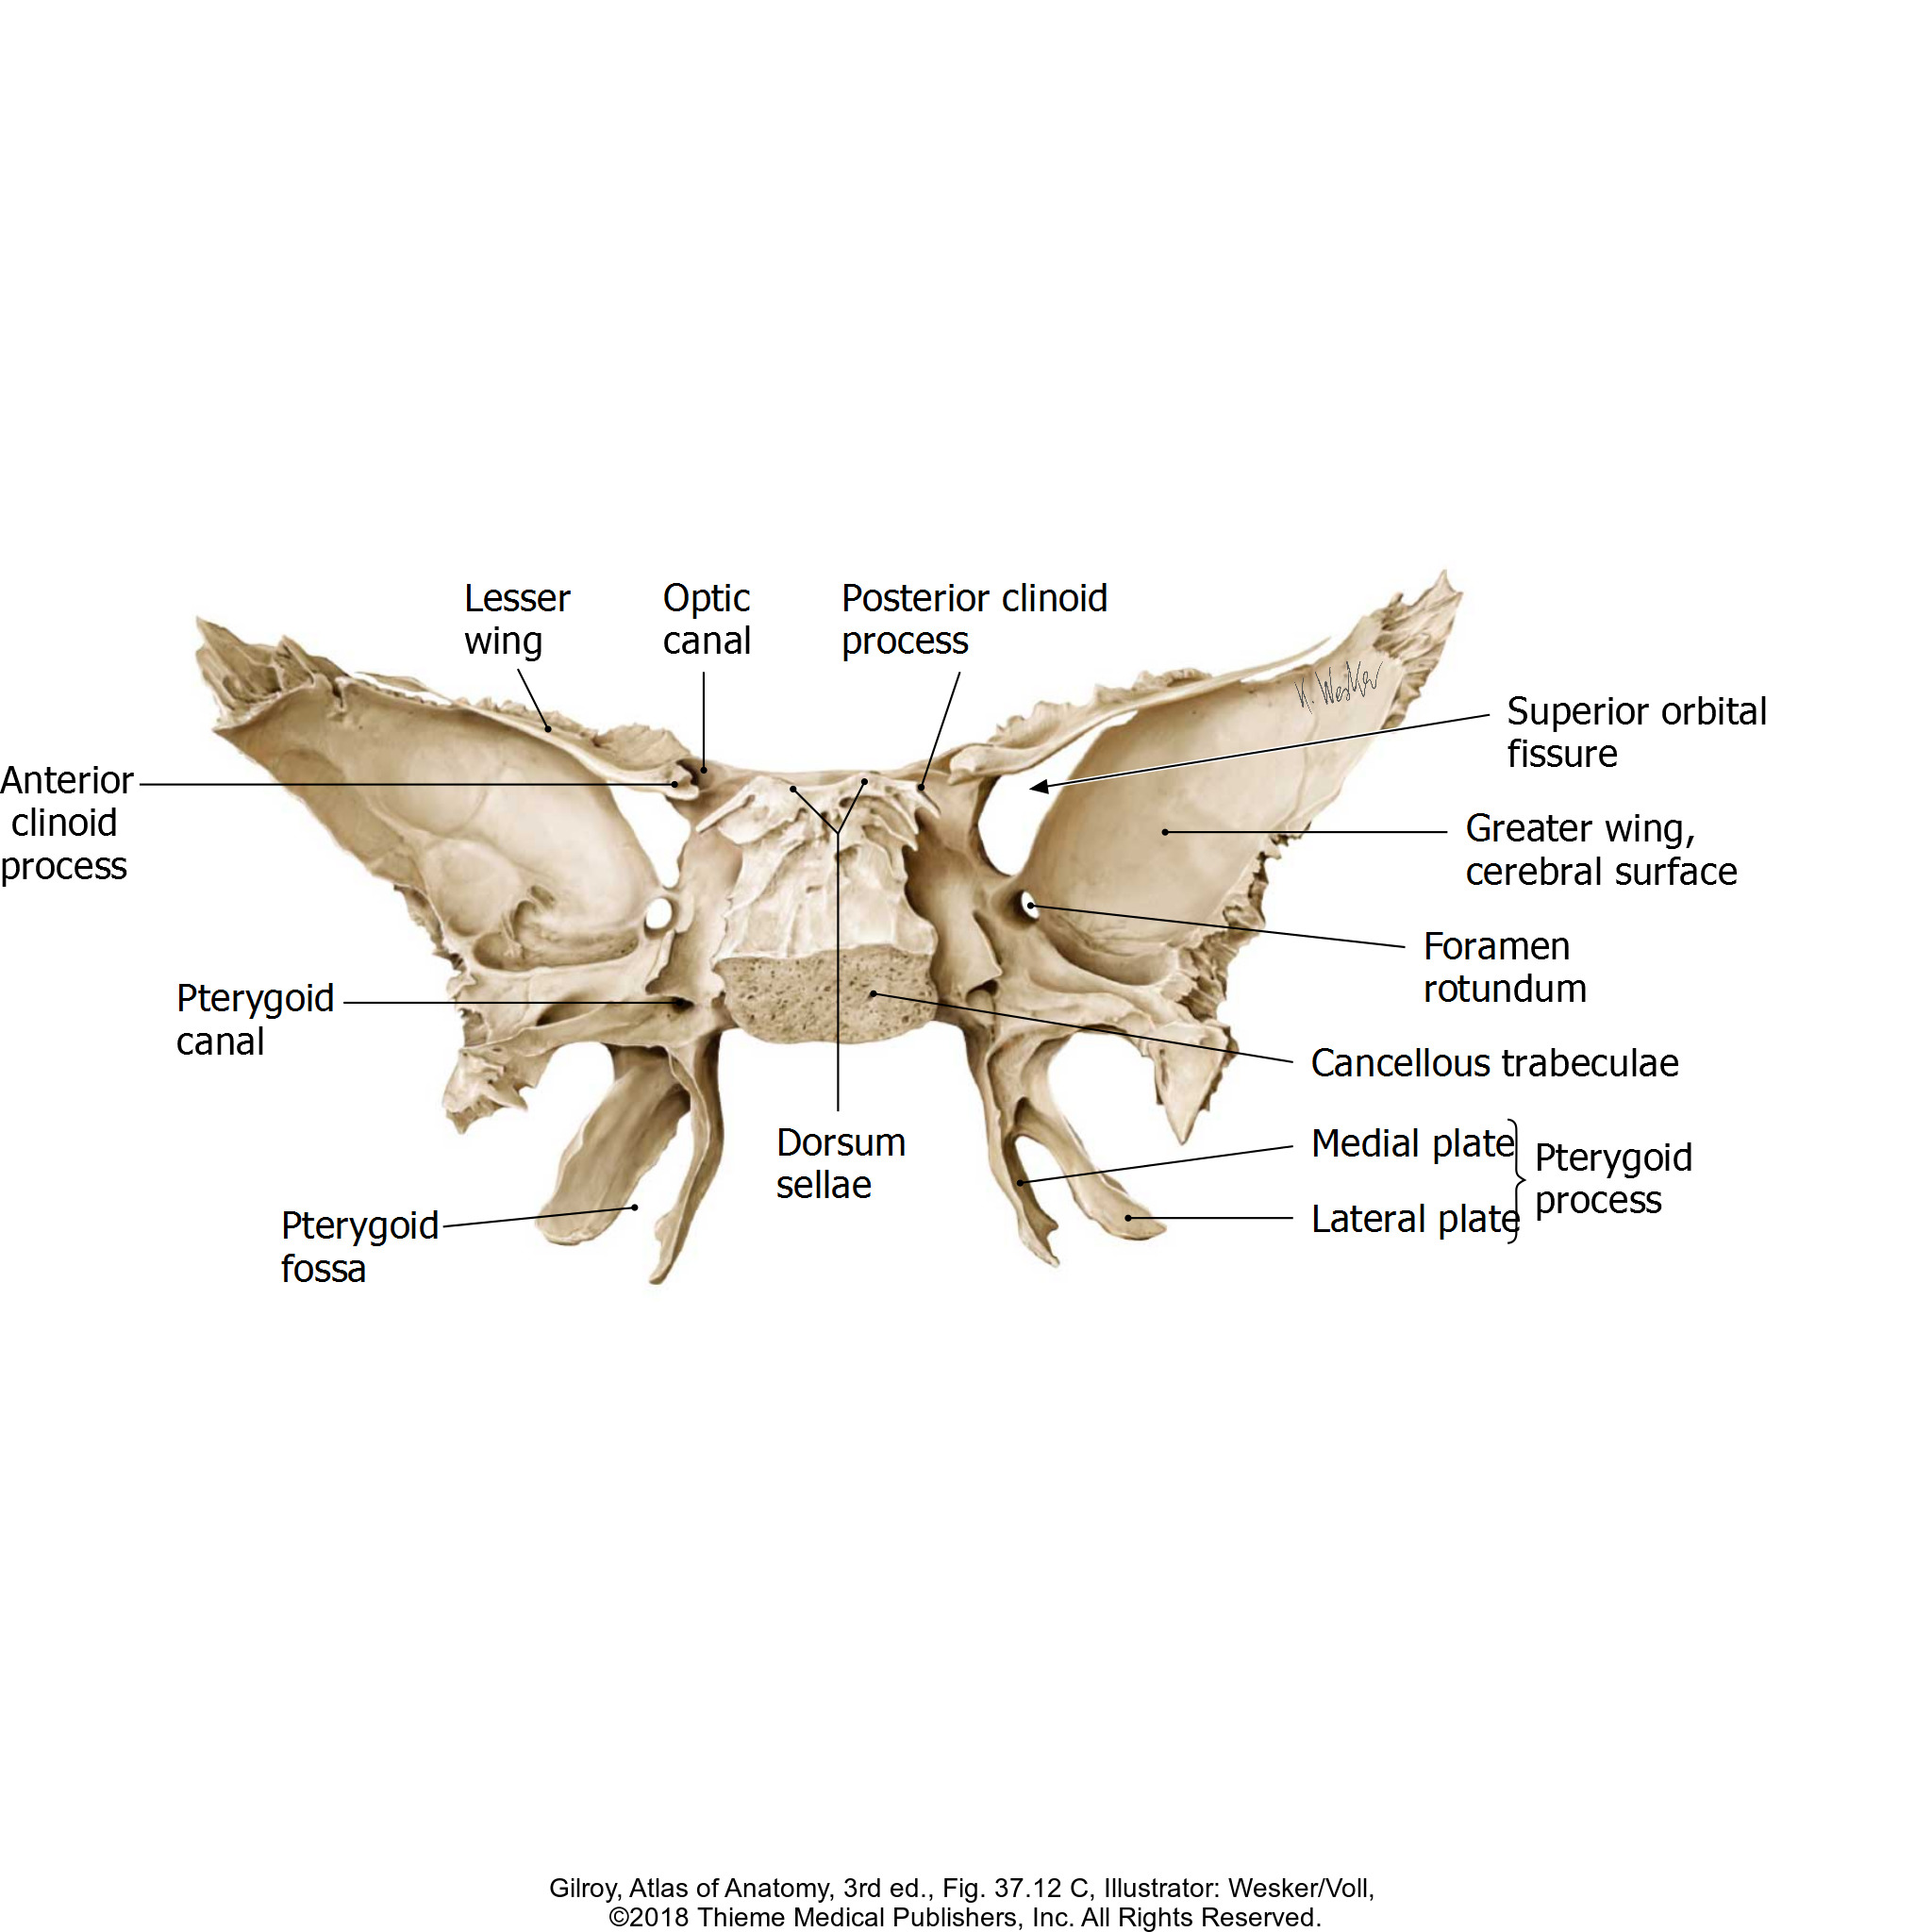 Lesser
wing
Optic
canal
Posterior clinoid
process
K. Wesker
Superior orbital
fissure
Anterior
clinoid
process
Greater wing,
cerebral surface
Foramen
rotundum
Pterygoid
canal
Cancellous trabeculae
Dorsum
sellae
Medial plate
Pterygoid
process
Lateral plate
Pterygoid
fossa
Gilroy, Atlas of Anatomy, 3rd ed., Fig. 37.12 C, Illustrator: Wesker/Voll,
©2018 Thieme Medical Publishers, Inc. All Rights Reserved.